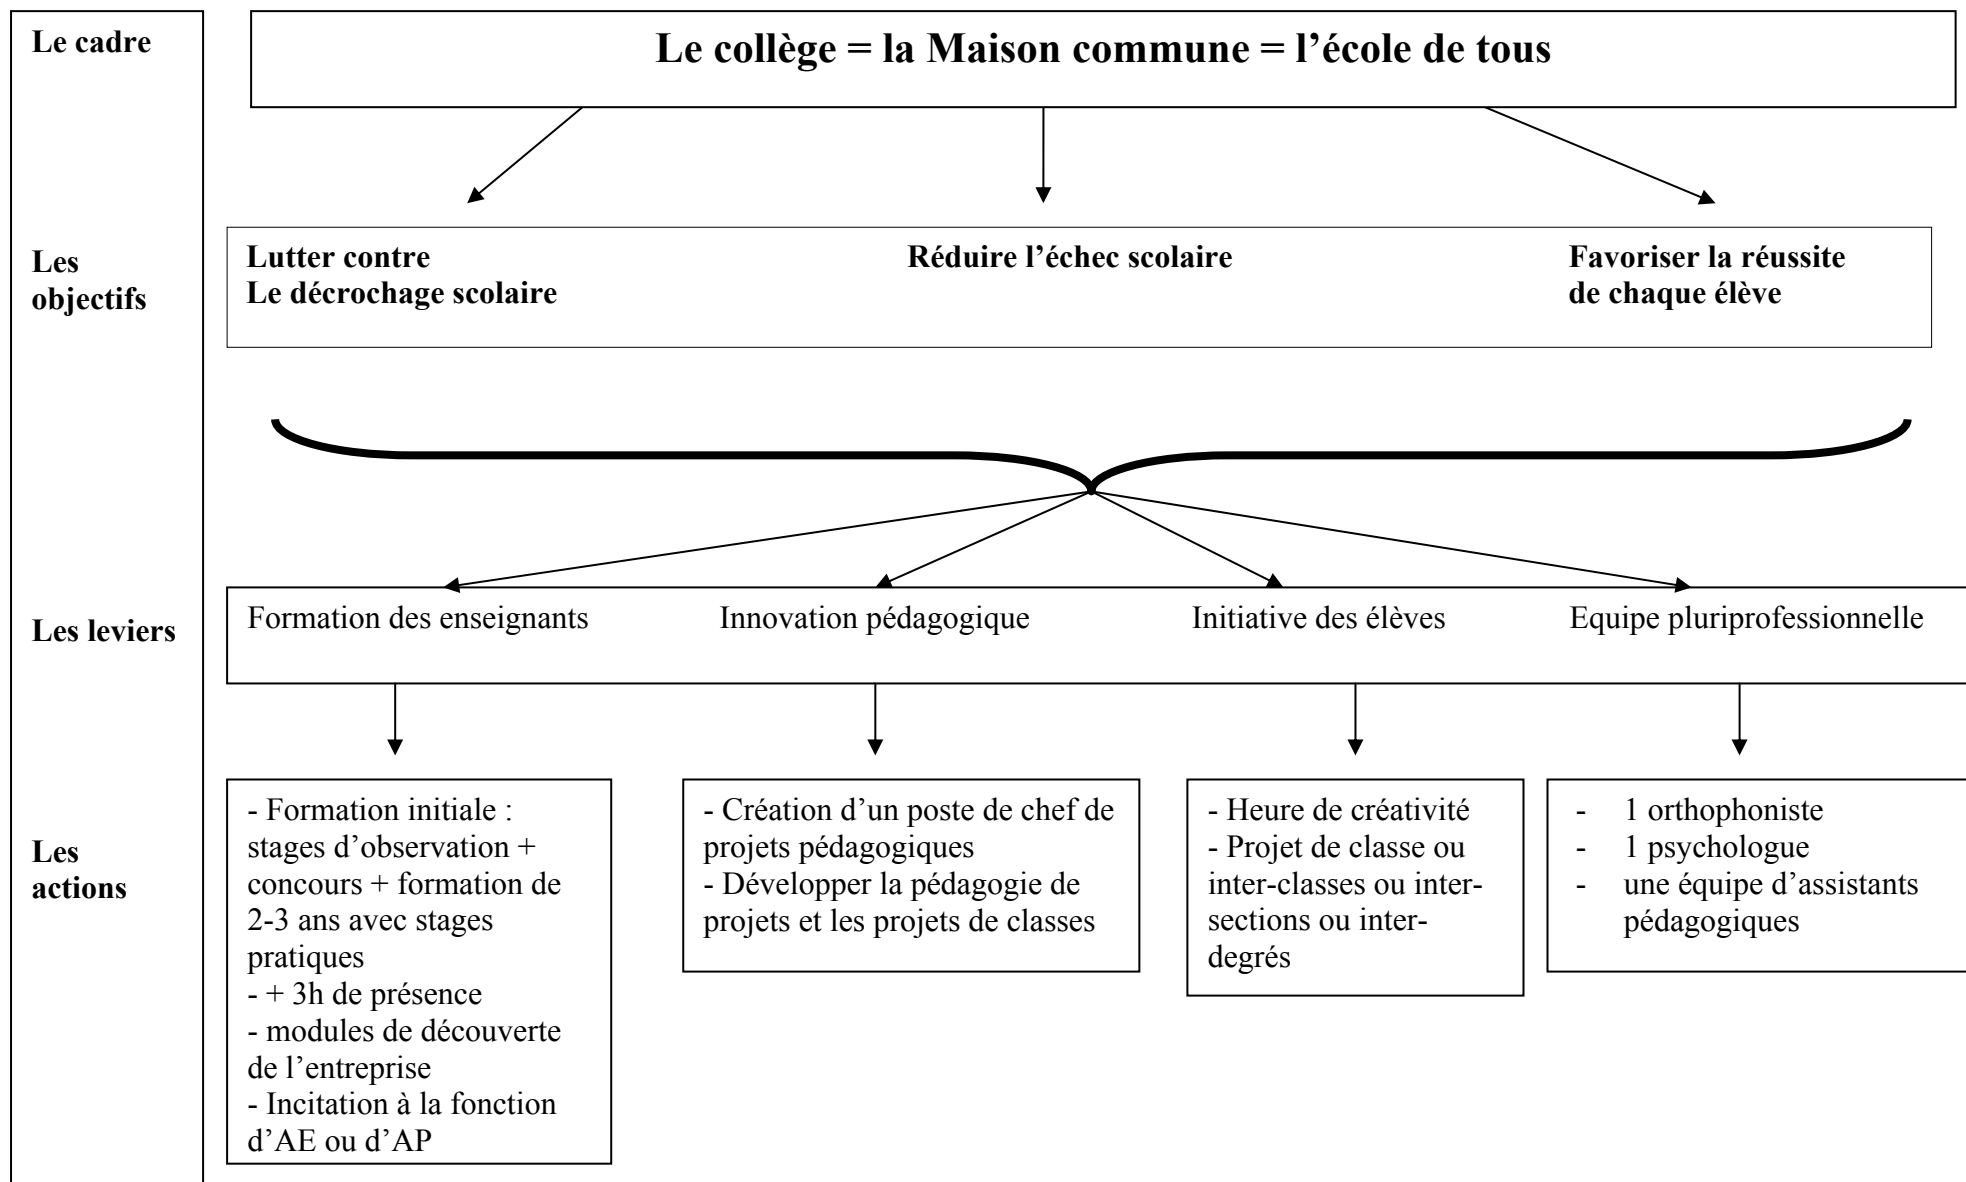 Le cadre
Le collège = la Maison commune = l’école de tous
Les
objectifs
Lutter contre
Le décrochage scolaire
Réduire l’échec scolaire
Favoriser la réussite
de chaque élève
Les leviers
Formation des enseignants
Innovation pédagogique
Initiative des élèves
Equipe pluriprofessionnelle
Les
actions
- Formation initiale :
stages d’observation +
concours + formation de
2-3 ans avec stages
pratiques
- + 3h de présence
- modules de découverte
de l’entreprise
- Incitation à la fonction
d’AE ou d’AP
- Création d’un poste de chef de
projets pédagogiques
- Développer la pédagogie de
projets et les projets de classes
- Heure de créativité
- Projet de classe ou
inter-classes ou inter-
sections ou inter-
degrés
- 1 orthophoniste
- 1 psychologue
- une équipe d’assistants
pédagogiques